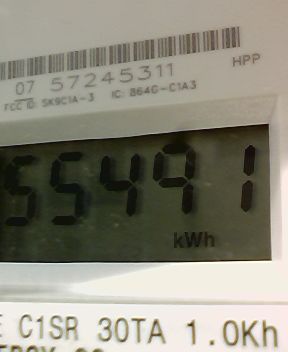 07 57245311
HPP
FCC ID: SK9C1A-3 IC: 864G-C1A3
55491
kWh
C1SR 30TA 1.0Kh